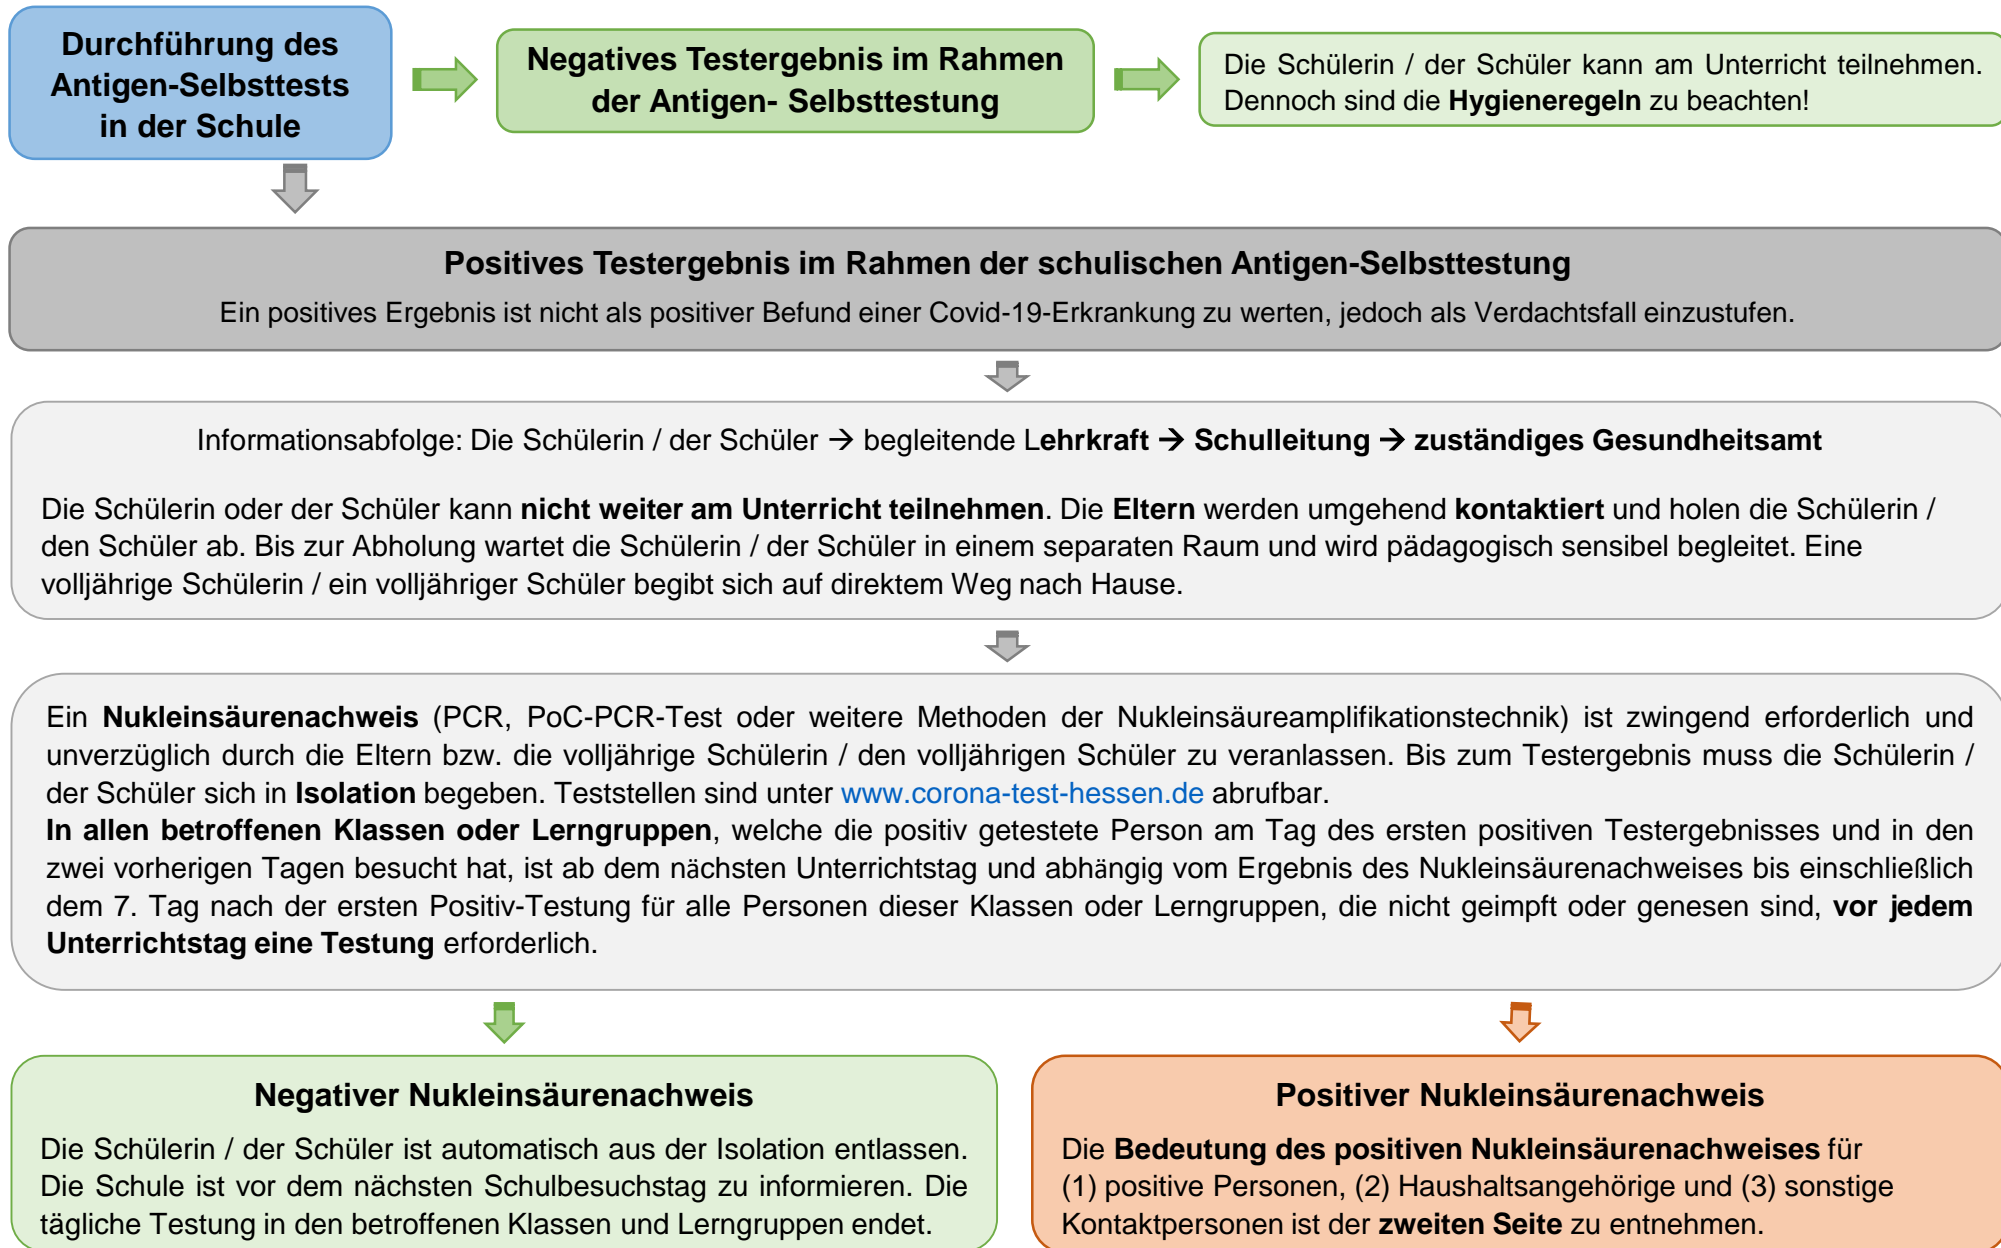 Durchführung des
Antigen-Selbsttests
in der Schule
Negatives Testergebnis im Rahmen
der Antigen- Selbsttestung
Die Schülerin / der Schüler kann am Unterricht teilnehmen.
Dennoch sind die Hygieneregeln zu beachten!
Positives Testergebnis im Rahmen der schulischen Antigen-Selbsttestung
Ein positives Ergebnis ist nicht als positiver Befund einer Covid-19-Erkrankung zu werten, jedoch als Verdachtsfall einzustufen.
Informationsabfolge: Die Schülerin / der Schüler → begleitende Lehrkraft → Schulleitung → zuständiges Gesundheitsamt
Die Schülerin oder der Schüler kann nicht weiter am Unterricht teilnehmen. Die Eltern werden umgehend kontaktiert und holen die Schülerin /
den Schüler ab. Bis zur Abholung wartet die Schülerin / der Schüler in einem separaten Raum und wird pädagogisch sensibel begleitet. Eine
volljährige Schülerin / ein volljähriger Schüler begibt sich auf direktem Weg nach Hause.
Ein Nukleinsäurenachweis (PCR, PoC-PCR-Test oder weitere Methoden der Nukleinsäureamplifikationstechnik) ist zwingend erforderlich und
unverzüglich durch die Eltern bzw. die volljährige Schülerin / den volljährigen Schüler zu veranlassen. Bis zum Testergebnis muss die Schülerin /
der Schüler sich in Isolation begeben. Teststellen sind unter www.corona-test-hessen.de abrufbar.
In allen betroffenen Klassen oder Lerngruppen, welche die positiv getestete Person am Tag des ersten positiven Testergebnisses und in den
zwei vorherigen Tagen besucht hat, ist ab dem nächsten Unterrichtstag und abhängig vom Ergebnis des Nukleinsäurenachweises bis einschließlich
dem 7. Tag nach der ersten Positiv-Testung für alle Personen dieser Klassen oder Lerngruppen, die nicht geimpft oder genesen sind, vor jedem
Unterrichtstag eine Testung erforderlich.
Negativer Nukleinsäurenachweis
Die Schülerin / der Schüler ist automatisch aus der Isolation entlassen.
Die Schule ist vor dem nächsten Schulbesuchstag zu informieren. Die
tägliche Testung in den betroffenen Klassen und Lerngruppen endet.
Positiver Nukleinsäurenachweis
Die Bedeutung des positiven Nukleinsäurenachweises für
(1) positive Personen, (2) Haushaltsangehörige und (3) sonstige
Kontaktpersonen ist der zweiten Seite zu entnehmen.